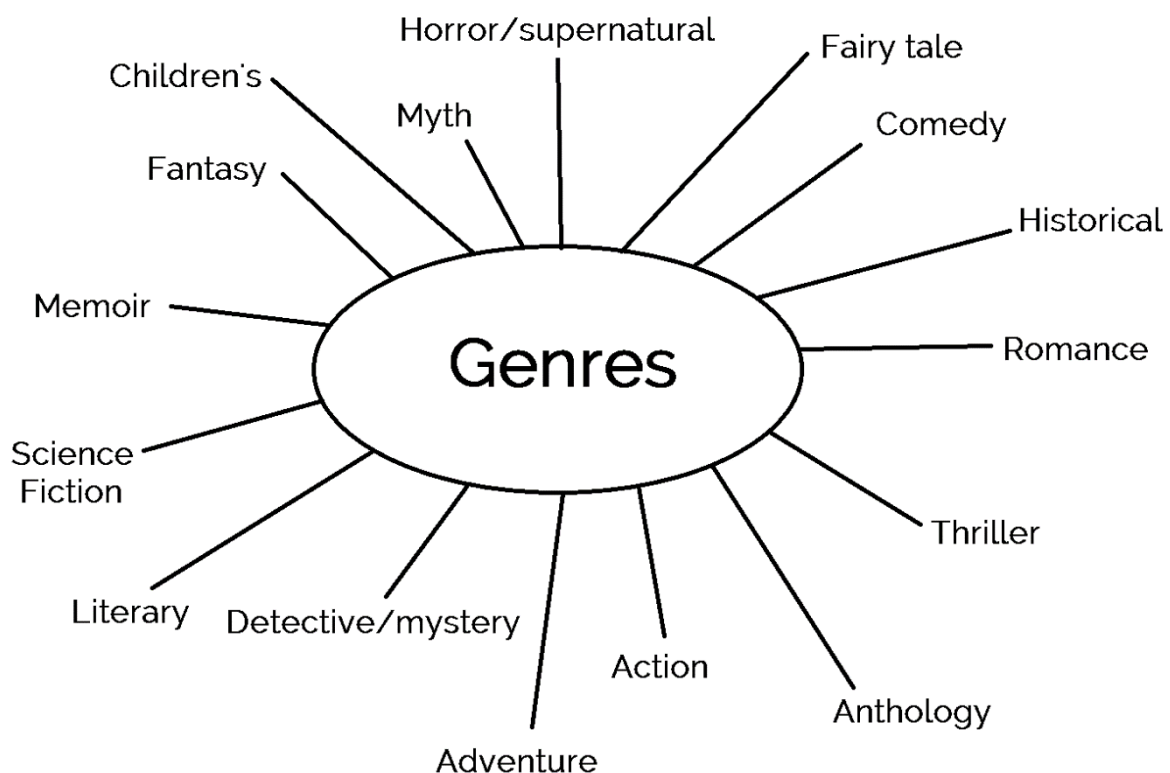 Horror/supernatural
Fairy tale
Children's
Myth
Comedy
Fantasy
Historical
Memoir
Romance
Genres
Science
Fiction
Thriller
Literary
Detective/mystery
Action
Anthology
Adventure